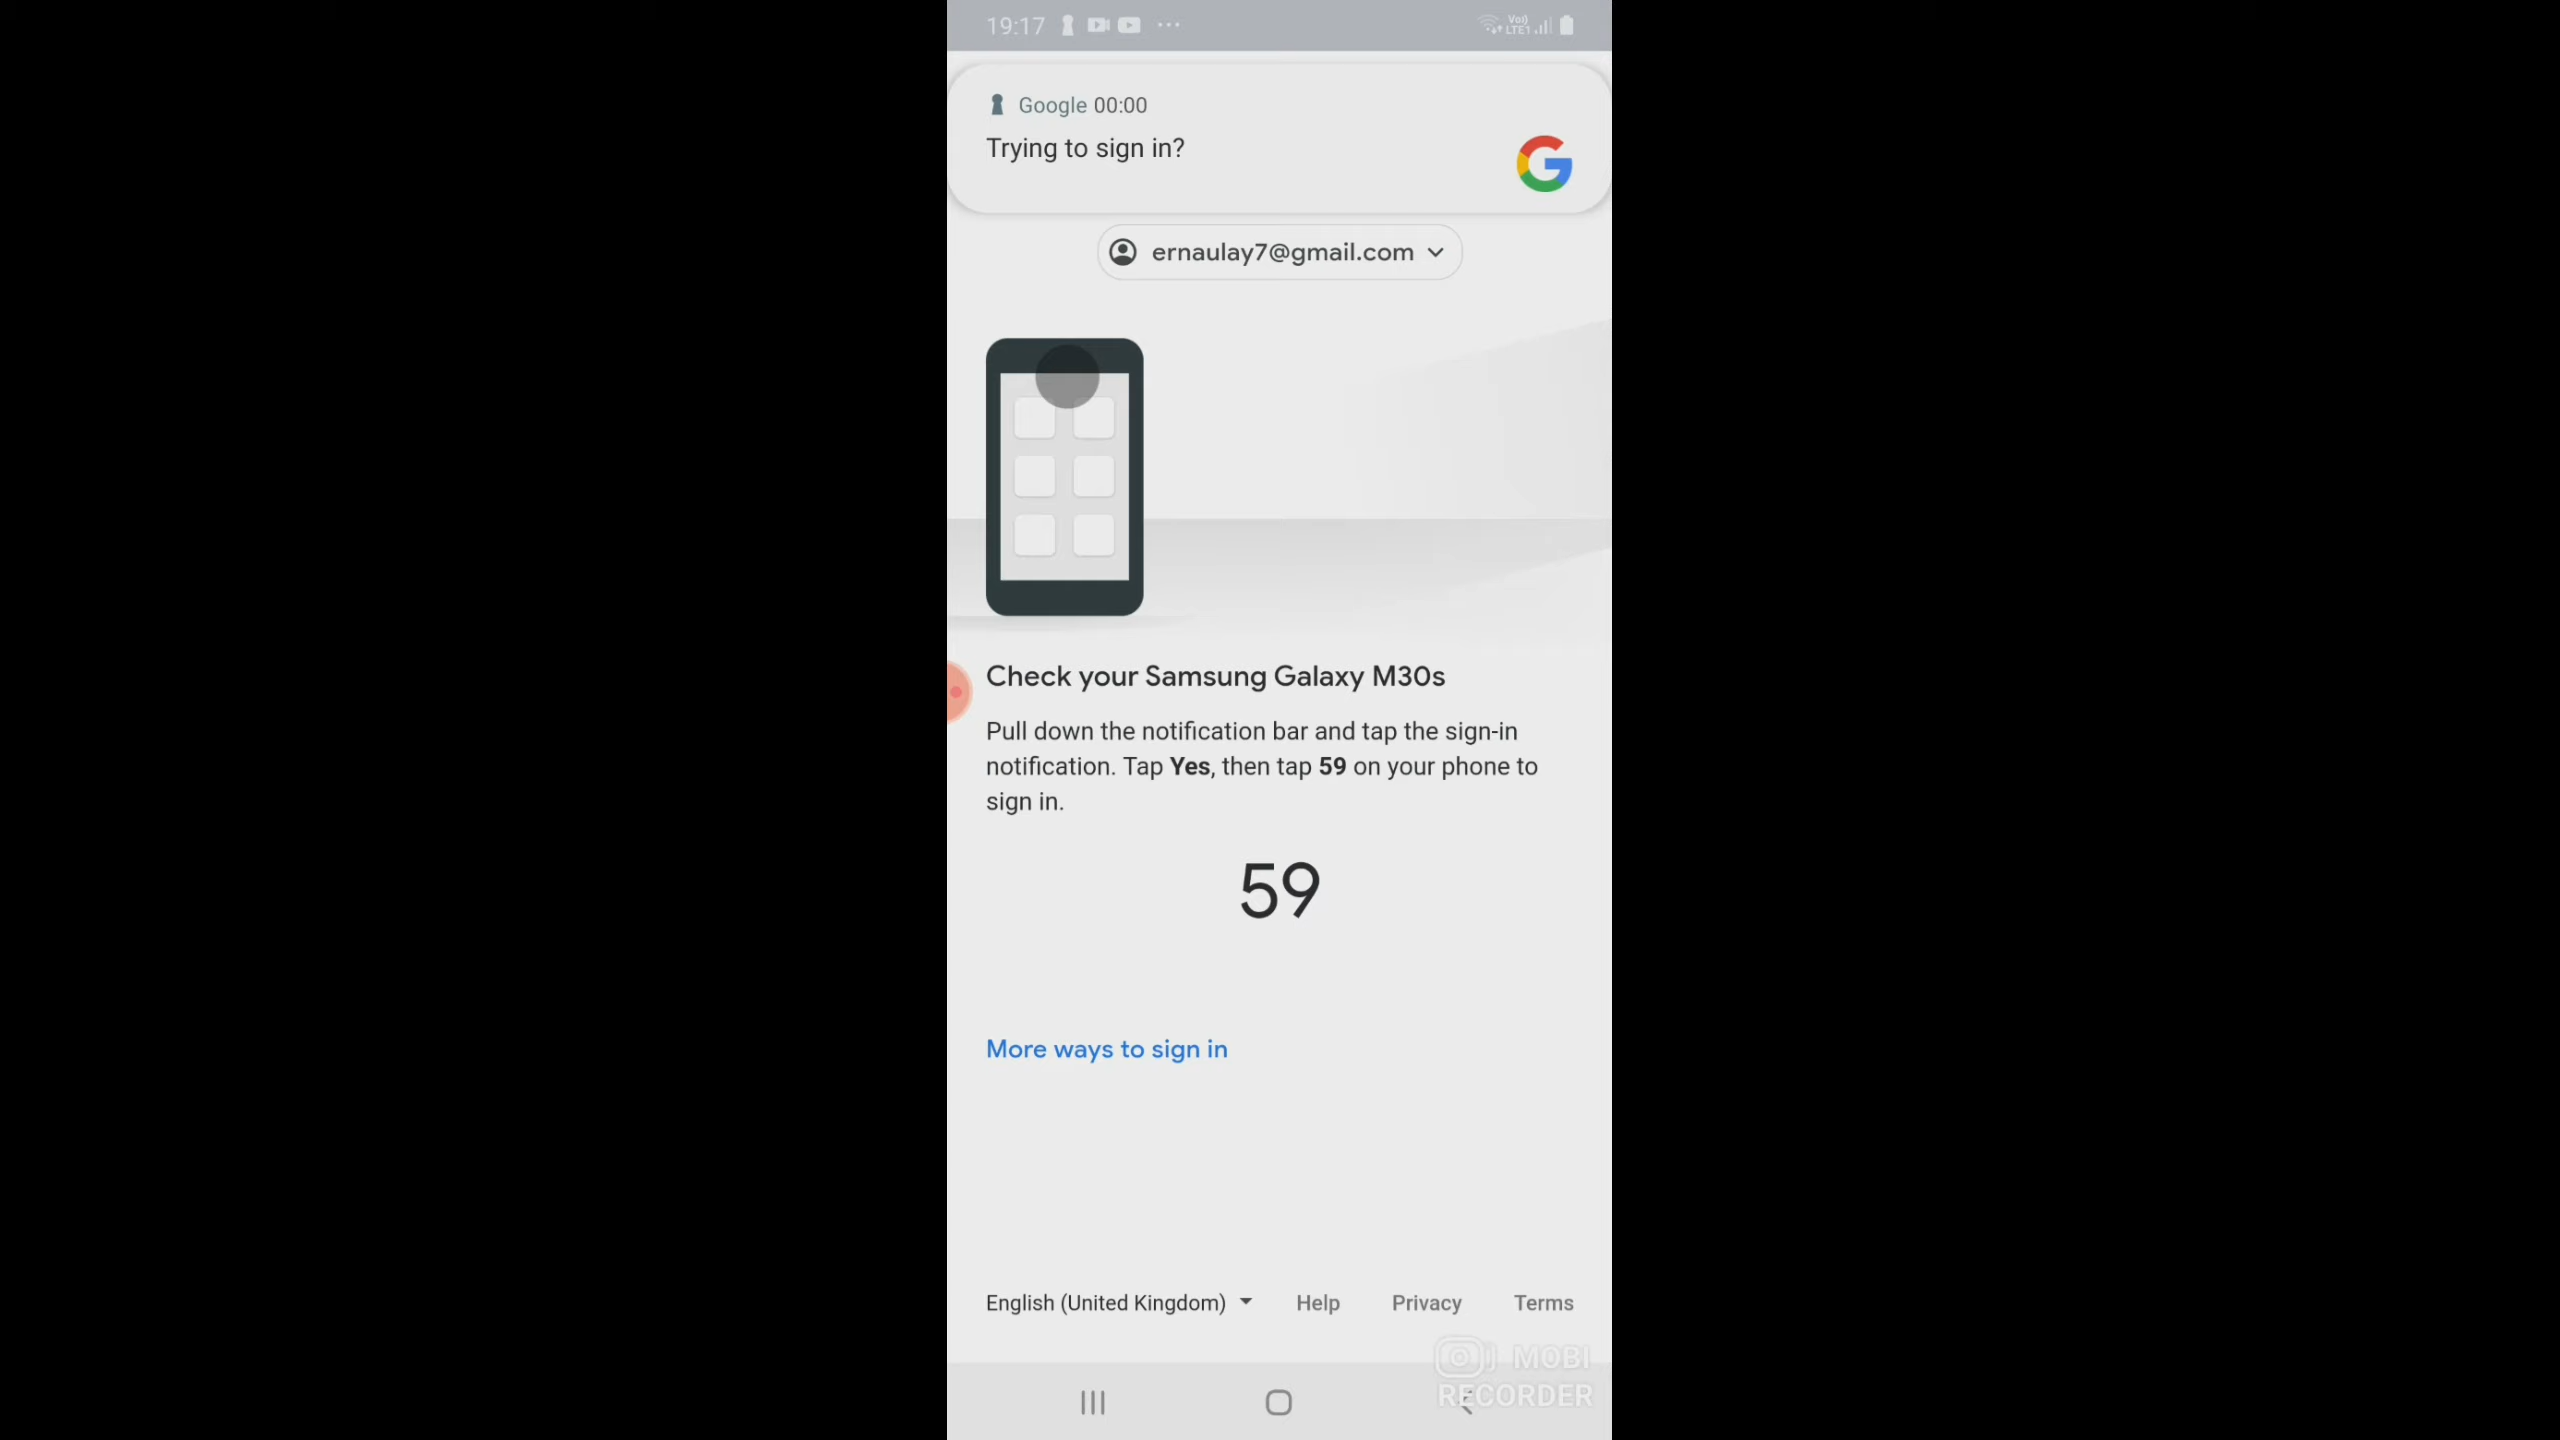 19:17
Vo)
LTE1
Google 00:00
Trying to sign in?
ernaulay7@gmail.com
Check your Samsung Galaxy M30s
Pull down the notification bar and tap the sign-in
notification. Tap Yes, then tap 59 on your phone to
sign in.
59
More ways to sign in
English (United Kingdom) Help Privacy Terms
MOBI
RECORDER